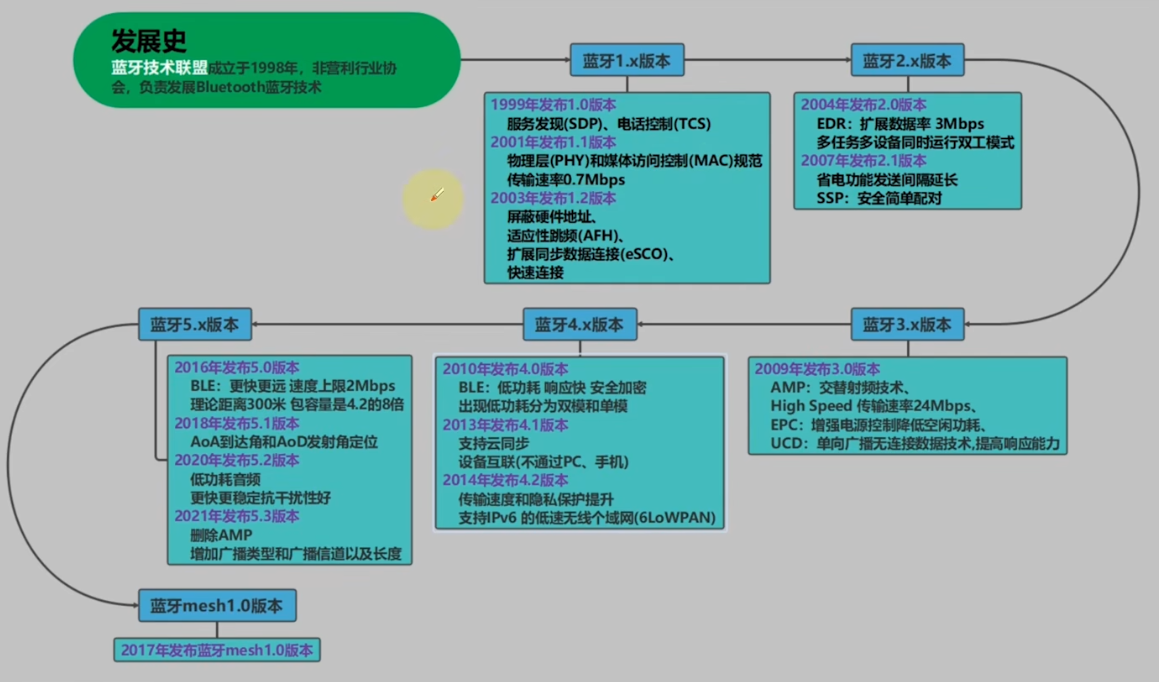 发展史
蓝牙技术联盟成立于1998年，非营利行业协
会，负责发展Bluetooth蓝牙技术
蓝牙1.x版本
1999年发布1.0版本
服务发现(SDP)、电话控制(TCS)
2001年发布1.1版本
物理层(PHY)和媒体访问控制(MAC)规范
传输速率0.7Mbps
2003年发布1.2版本
屏蔽硬件地址、
适应性跳频(AFH)、
扩展同步数据连接(eSCO)、
快速连接
蓝牙2.x版本
2004年发布2.0版本
EDR：扩展数据率 3Mbps
多任务多设备同时运行双工模式
2007年发布2.1版本
省电功能发送间隔延长
SSP：安全简单配对
蓝牙3.x版本
2009年发布3.0版本
AMP：交替射频技术、
High Speed 传输速率24Mbps、
EPC：增强电源控制降低空闲功耗、
UCD：单向广播无连接数据技术,提高响应能力
蓝牙4.x版本
2010年发布4.0版本
BLE：低功耗 响应快 安全加密
出现低功耗分为双模和单模
2013年发布4.1版本
支持云同步
设备互联(不通过PC、手机)
2014年发布4.2版本
传输速度和隐私保护提升
支持IPv6 的低速无线个域网(6LoWPAN)
蓝牙5.x版本
2016年发布5.0版本
BLE：更快更远 速度上限2Mbps
理论距离300米 包容量是4.2的8倍
2018年发布5.1版本
AoA到达角和AoD发射角定位
2020年发布5.2版本
低功耗音频
更快更稳定抗干扰性好
2021年发布5.3版本
删除AMP
增加广播类型和广播信道以及长度
蓝牙mesh1.0版本
2017年发布蓝牙mesh1.0版本